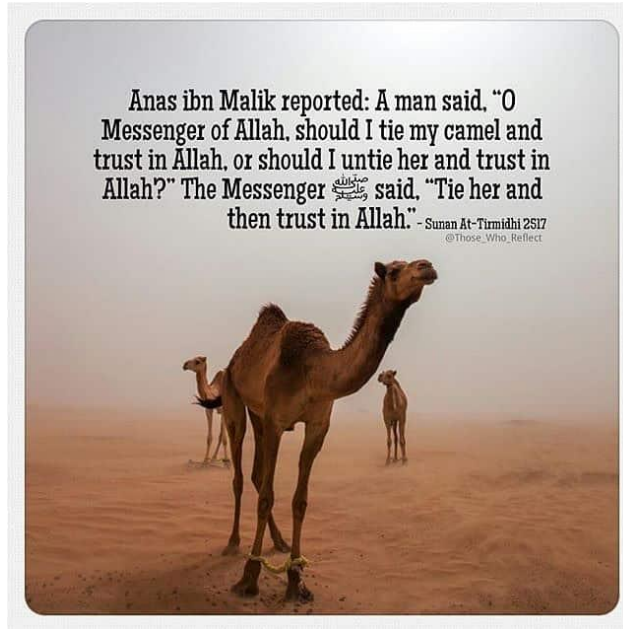 Anas ibn Malik reported: A man said, “O
Messenger of Allah, should I tie my camel and
trust in Allah, or should I untie her and trust in
Allah?” The Messenger ﷺ said, “Tie her and
then trust in Allah.” - Sunan At-Tirmidhi 2517
@Those_Who_Reflect